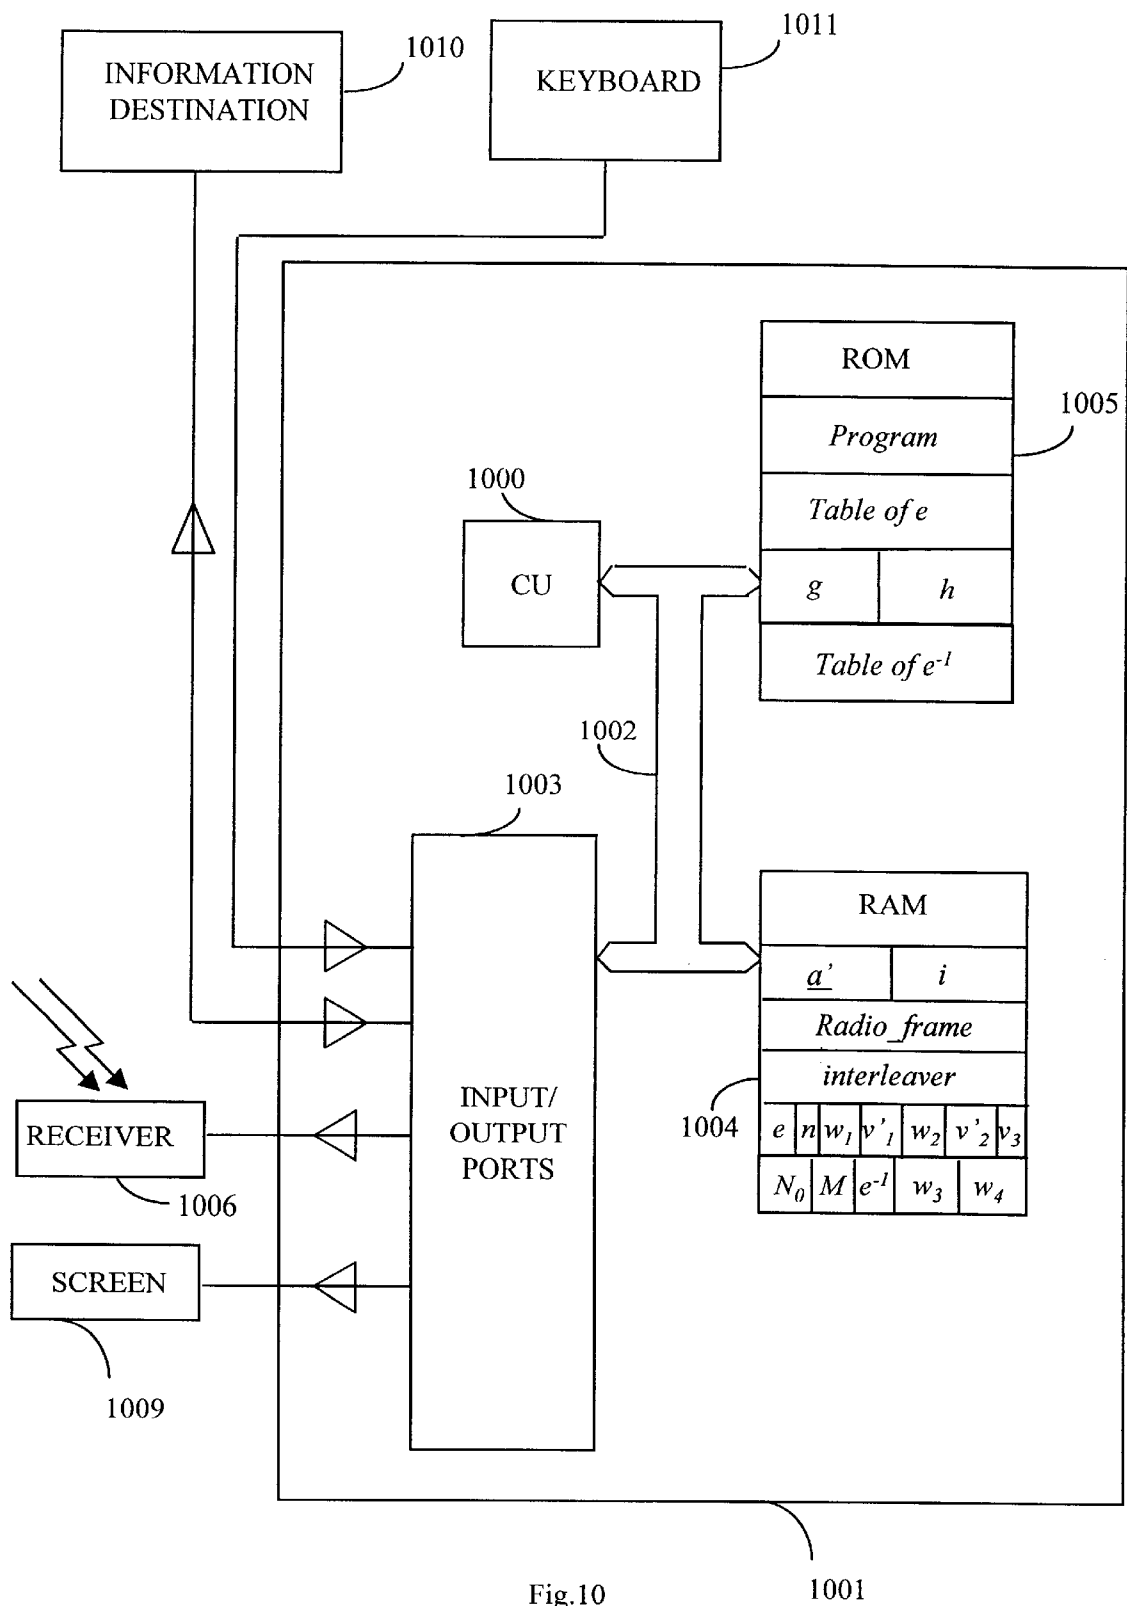 1010
1011
INFORMATION
DESTINATION
KEYBOARD
ROM
1005
Program
1000
Table of e
CU
g h
Table of e⁻¹
1002
1003
RAM
a' i
Radio_frame
interleaver
1004
e n w₁ v'₁ w₂ v'₂ v₃
N₀ M e⁻¹ w₃ w₄
INPUT/
OUTPUT
PORTS
RECEIVER
1006
SCREEN
1009
1001
Fig.10